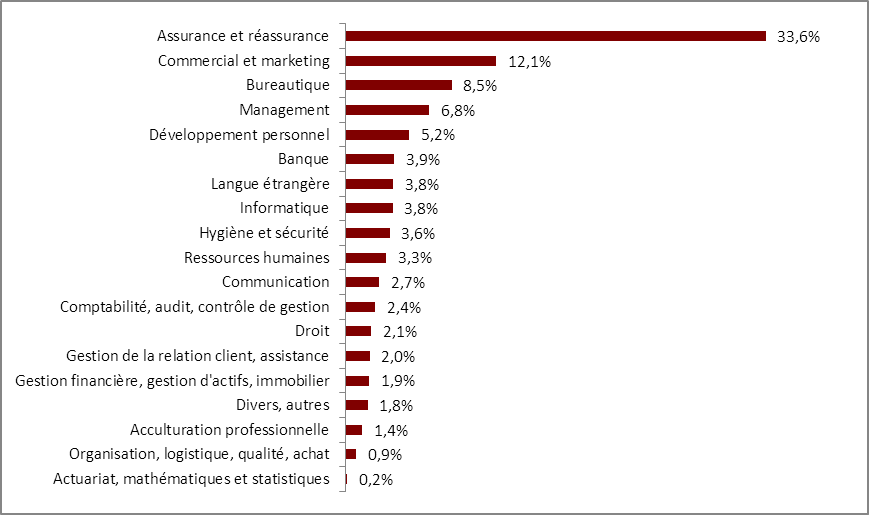 Assurance et réassurance 33,6%
Commercial et marketing 12,1%
Bureautique 8,5%
Management 6,8%
Développement personnel 5,2%
Banque 3,9%
Langue étrangère 3,8%
Informatique 3,8%
Hygiène et sécurité 3,6%
Ressources humaines 3,3%
Communication 2,7%
Comptabilité, audit, contrôle de gestion 2,4%
Droit 2,1%
Gestion de la relation client, assistance 2,0%
Gestion financière, gestion d'actifs, immobilier 1,9%
Divers, autres 1,8%
Acculturation professionnelle 1,4%
Organisation, logistique, qualité, achat 0,9%
Actuariat, mathématiques et statistiques 0,2%